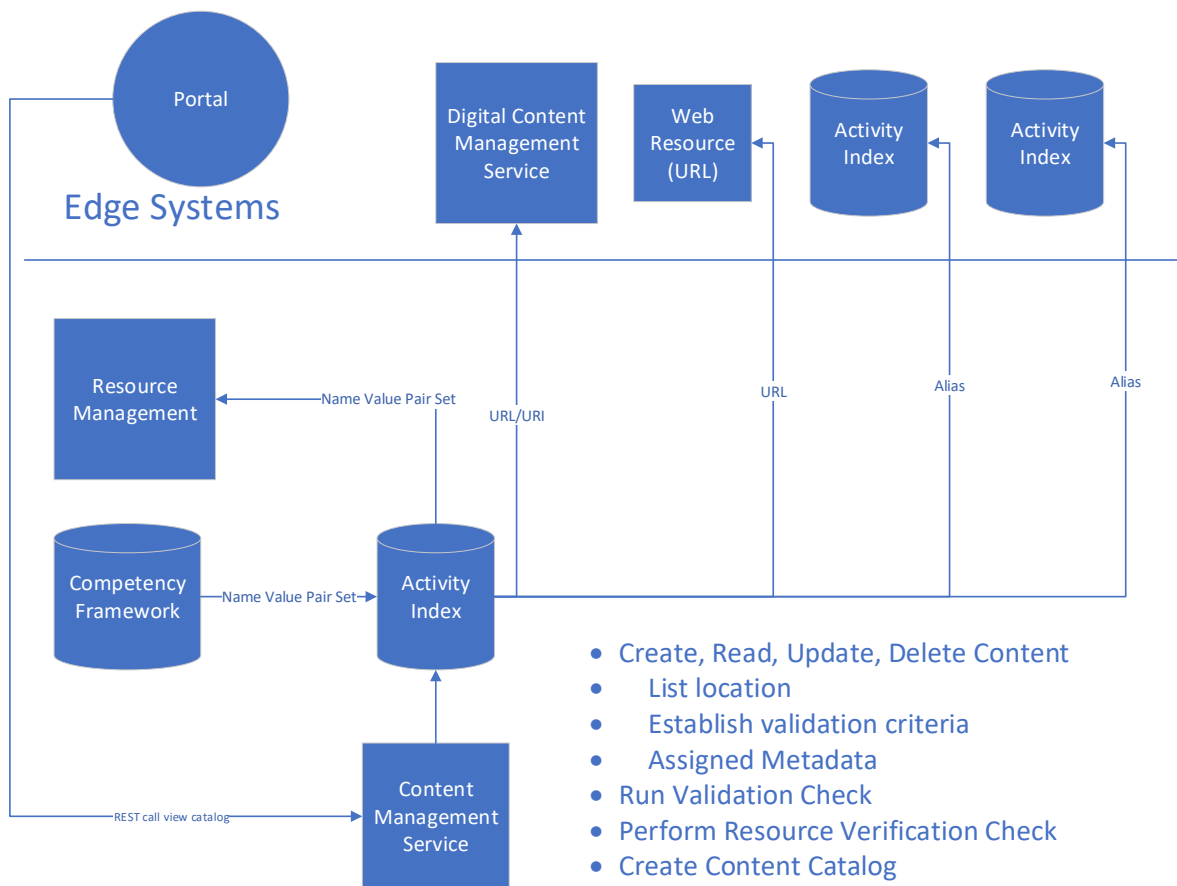 Portal
Edge Systems
Digital Content
Management
Service
Web
Resource
(URL)
Activity
Index
Activity
Index
Resource
Management
Name Value Pair Set
URL/URI
URL
Alias
Alias
Competency
Framework
Name Value Pair Set
Activity
Index
• Create, Read, Update, Delete Content
• List location
• Establish validation criteria
• Assigned Metadata
• Run Validation Check
• Perform Resource Verification Check
• Create Content Catalog
REST call view catalog
Content
Management
Service